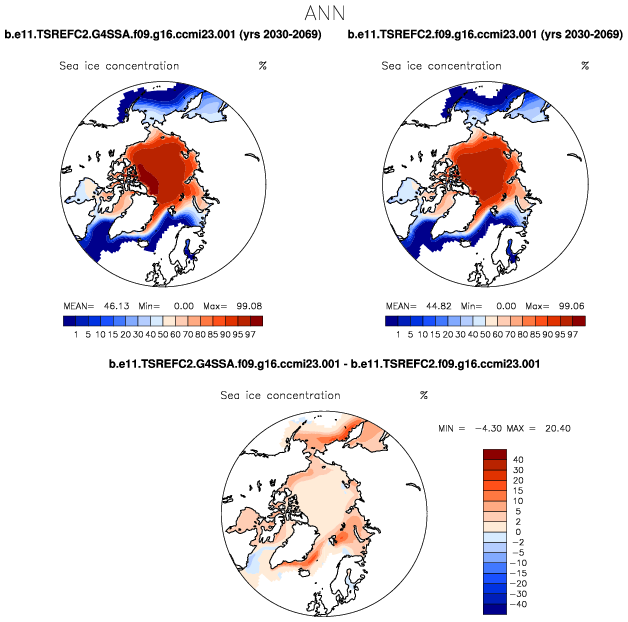 ANN
b.e11.TSREFC2.G4SSA.f09.g16.ccmi23.001 (yrs 2030-2069)
b.e11.TSREFC2.f09.g16.ccmi23.001 (yrs 2030-2069)
Sea ice concentration %
Sea ice concentration %
MEAN= 46.13 Min= 0.00 Max= 99.08
MEAN= 44.82 Min= 0.00 Max= 99.06
1 5 10 15 20 30 40 50 60 70 80 85 90 95 97
1 5 10 15 20 30 40 50 60 70 80 85 90 95 97
b.e11.TSREFC2.G4SSA.f09.g16.ccmi23.001 - b.e11.TSREFC2.f09.g16.ccmi23.001
Sea ice concentration %
MIN = -4.30 MAX = 20.40
40
30
20
15
10
5
2
0
-2
-5
-10
-15
-20
-30
-40